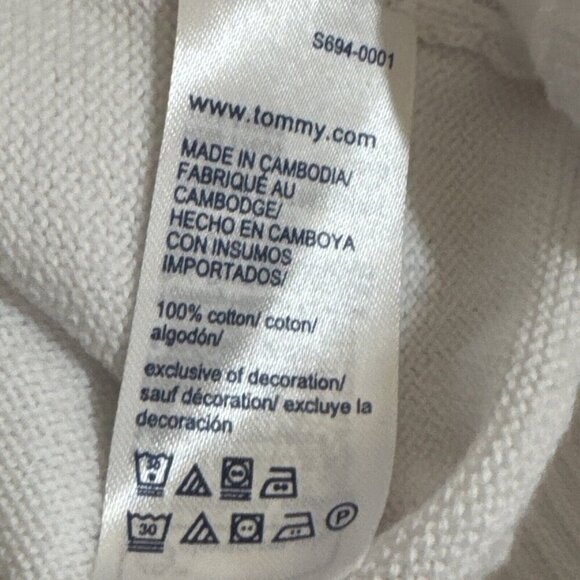 S694-0001
www.tommy.com
MADE IN CAMBODIA/
FABRIQUÉ AU
CAMBODGE/
HECHO EN CAMBOYA
CON INSUMOS
IMPORTADOS/
100% cotton/ coton/
algodón/
exclusive of decoration/
sauf décoration/ excluye la
decoración
30
30
P